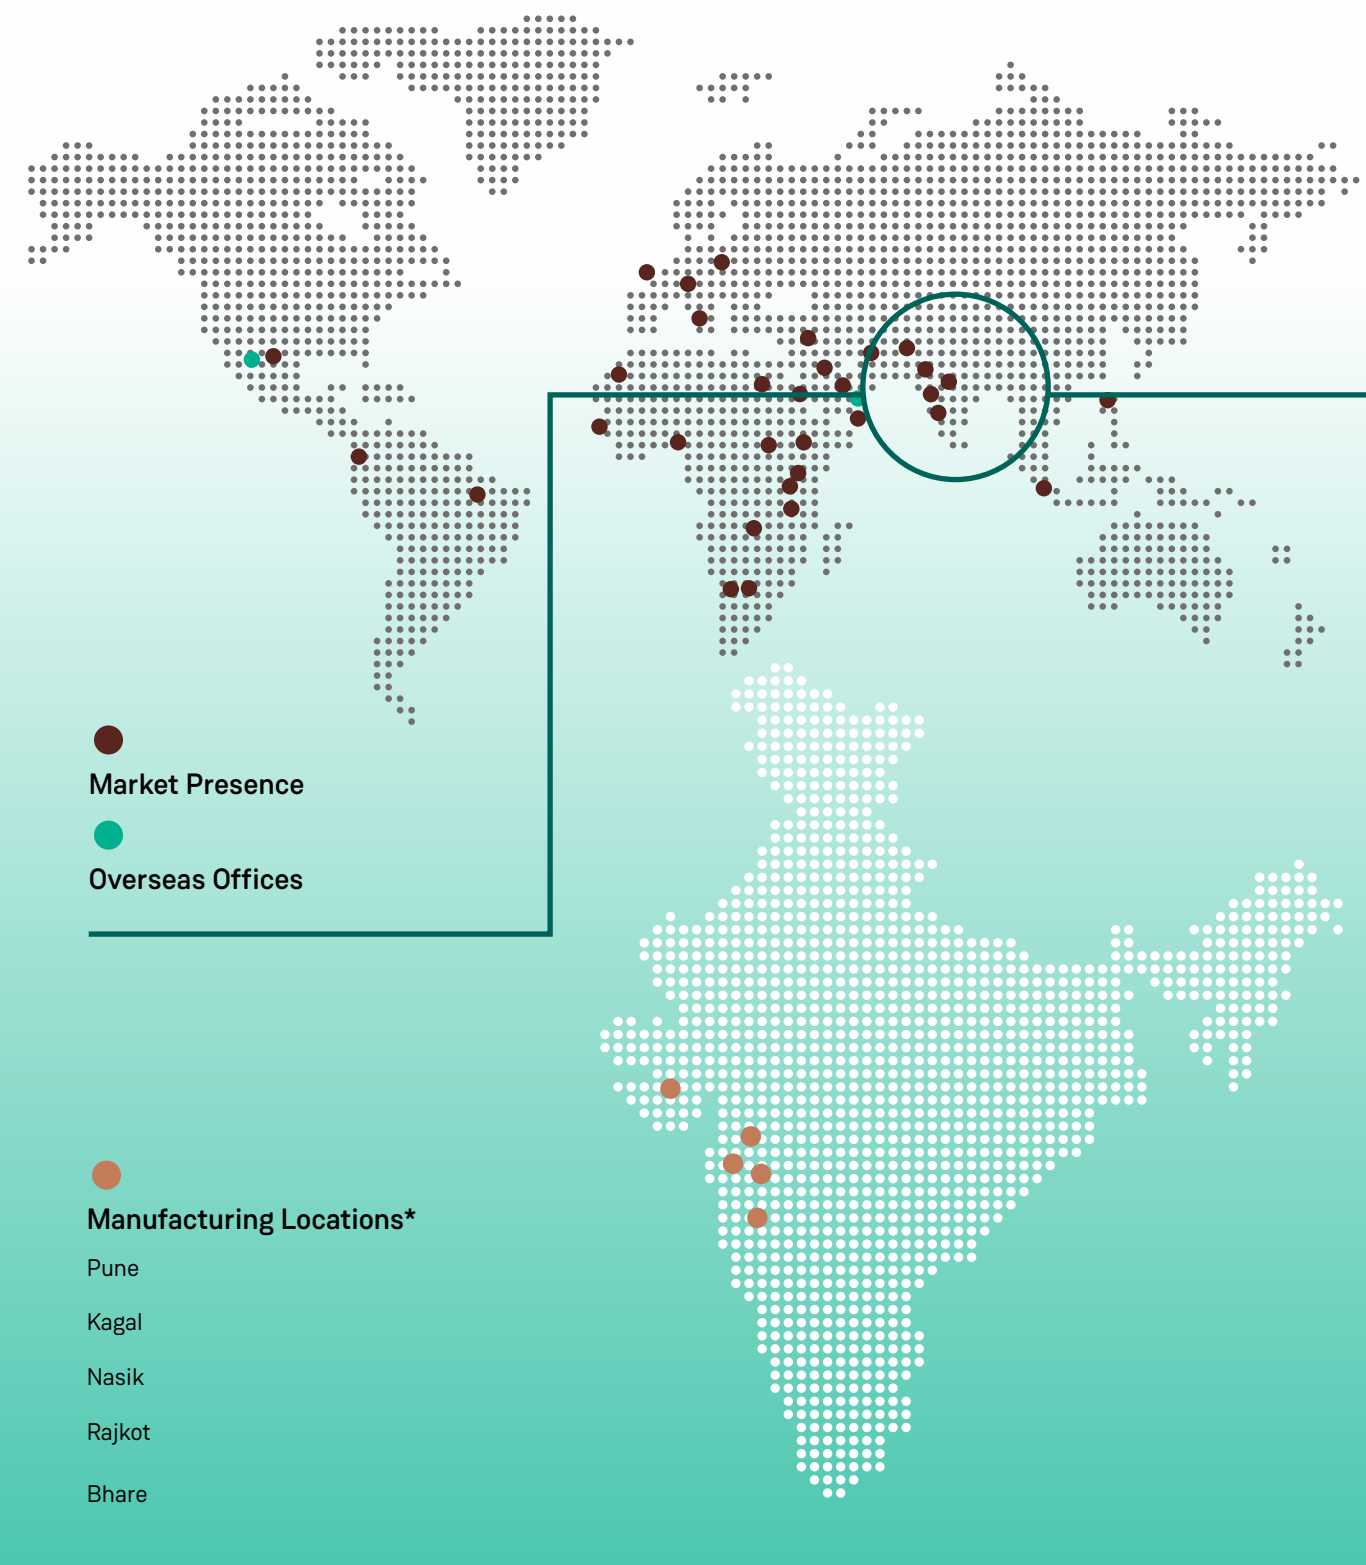 Market Presence
Overseas Offices
Manufacturing Locations*
Pune
Kagal
Nasik
Rajkot
Bhare